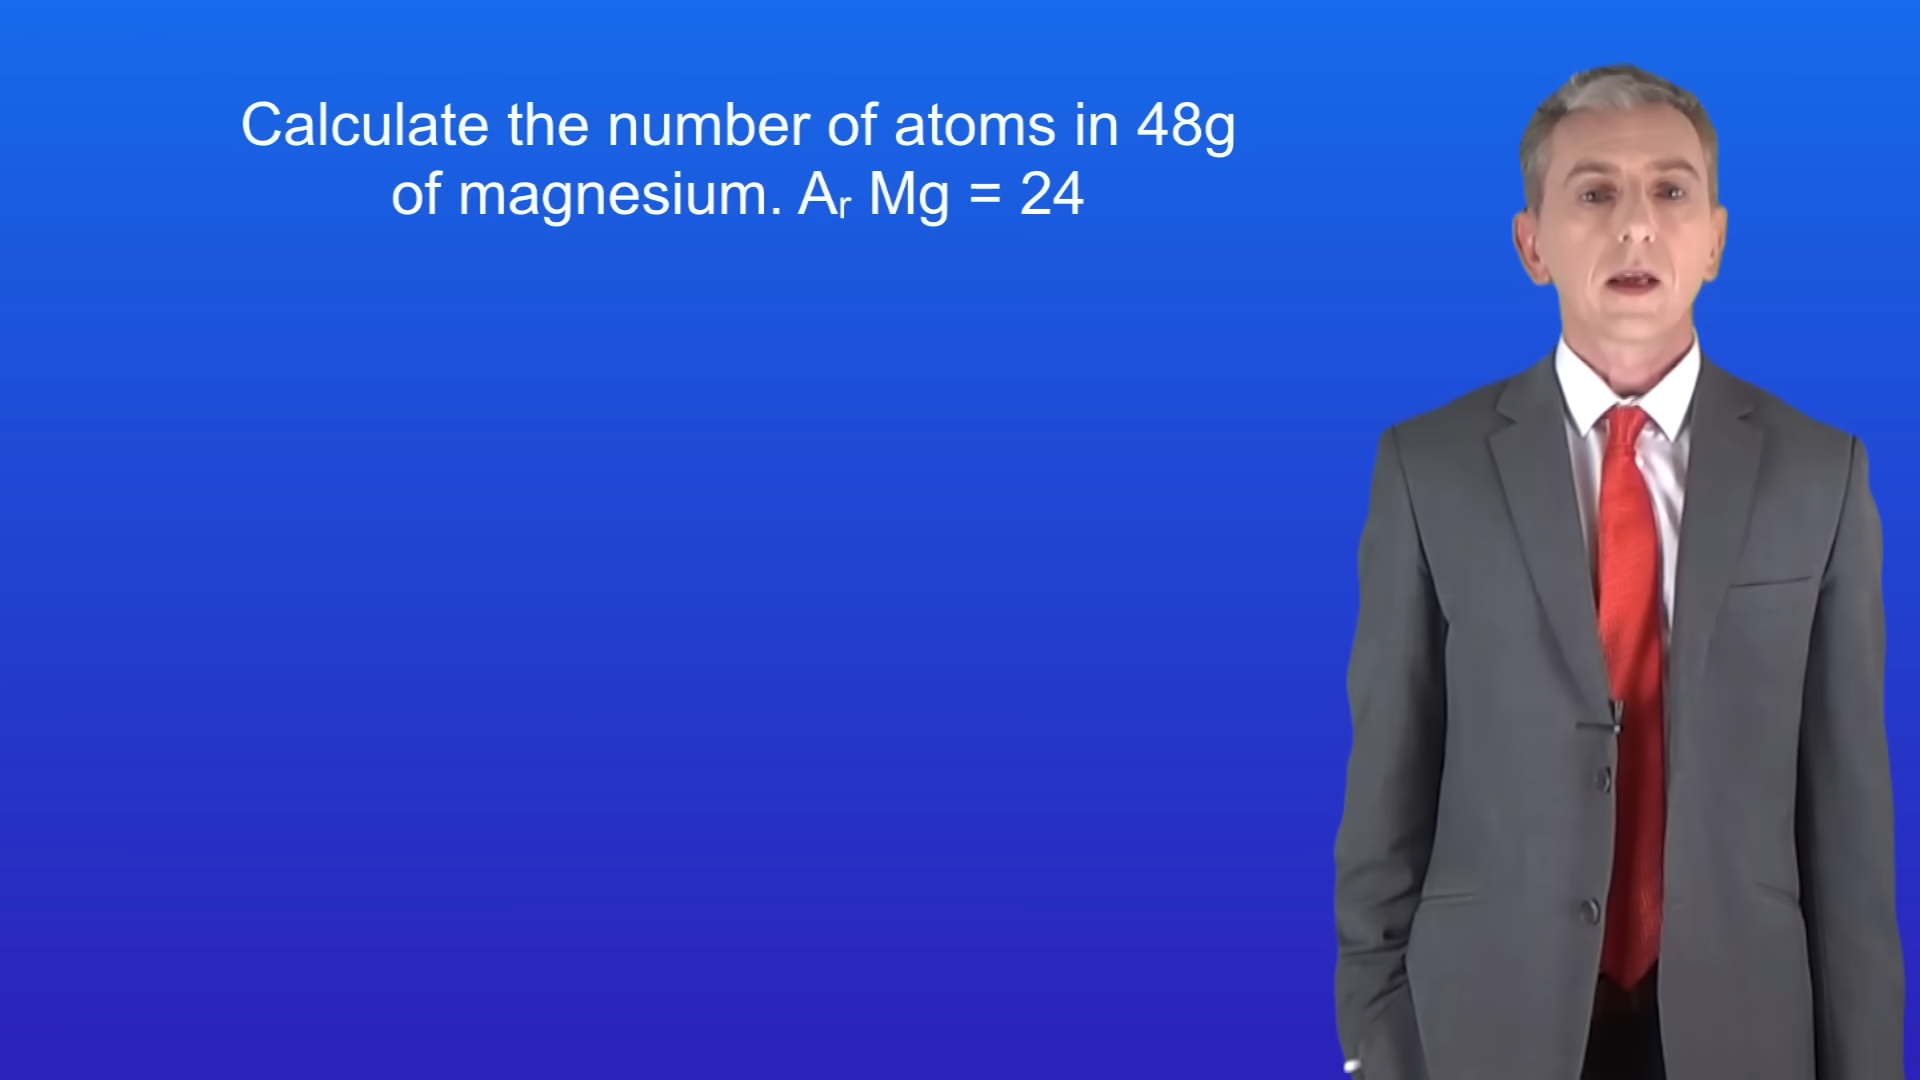 Calculate the number of atoms in 48g
of magnesium. Aᵣ Mg = 24